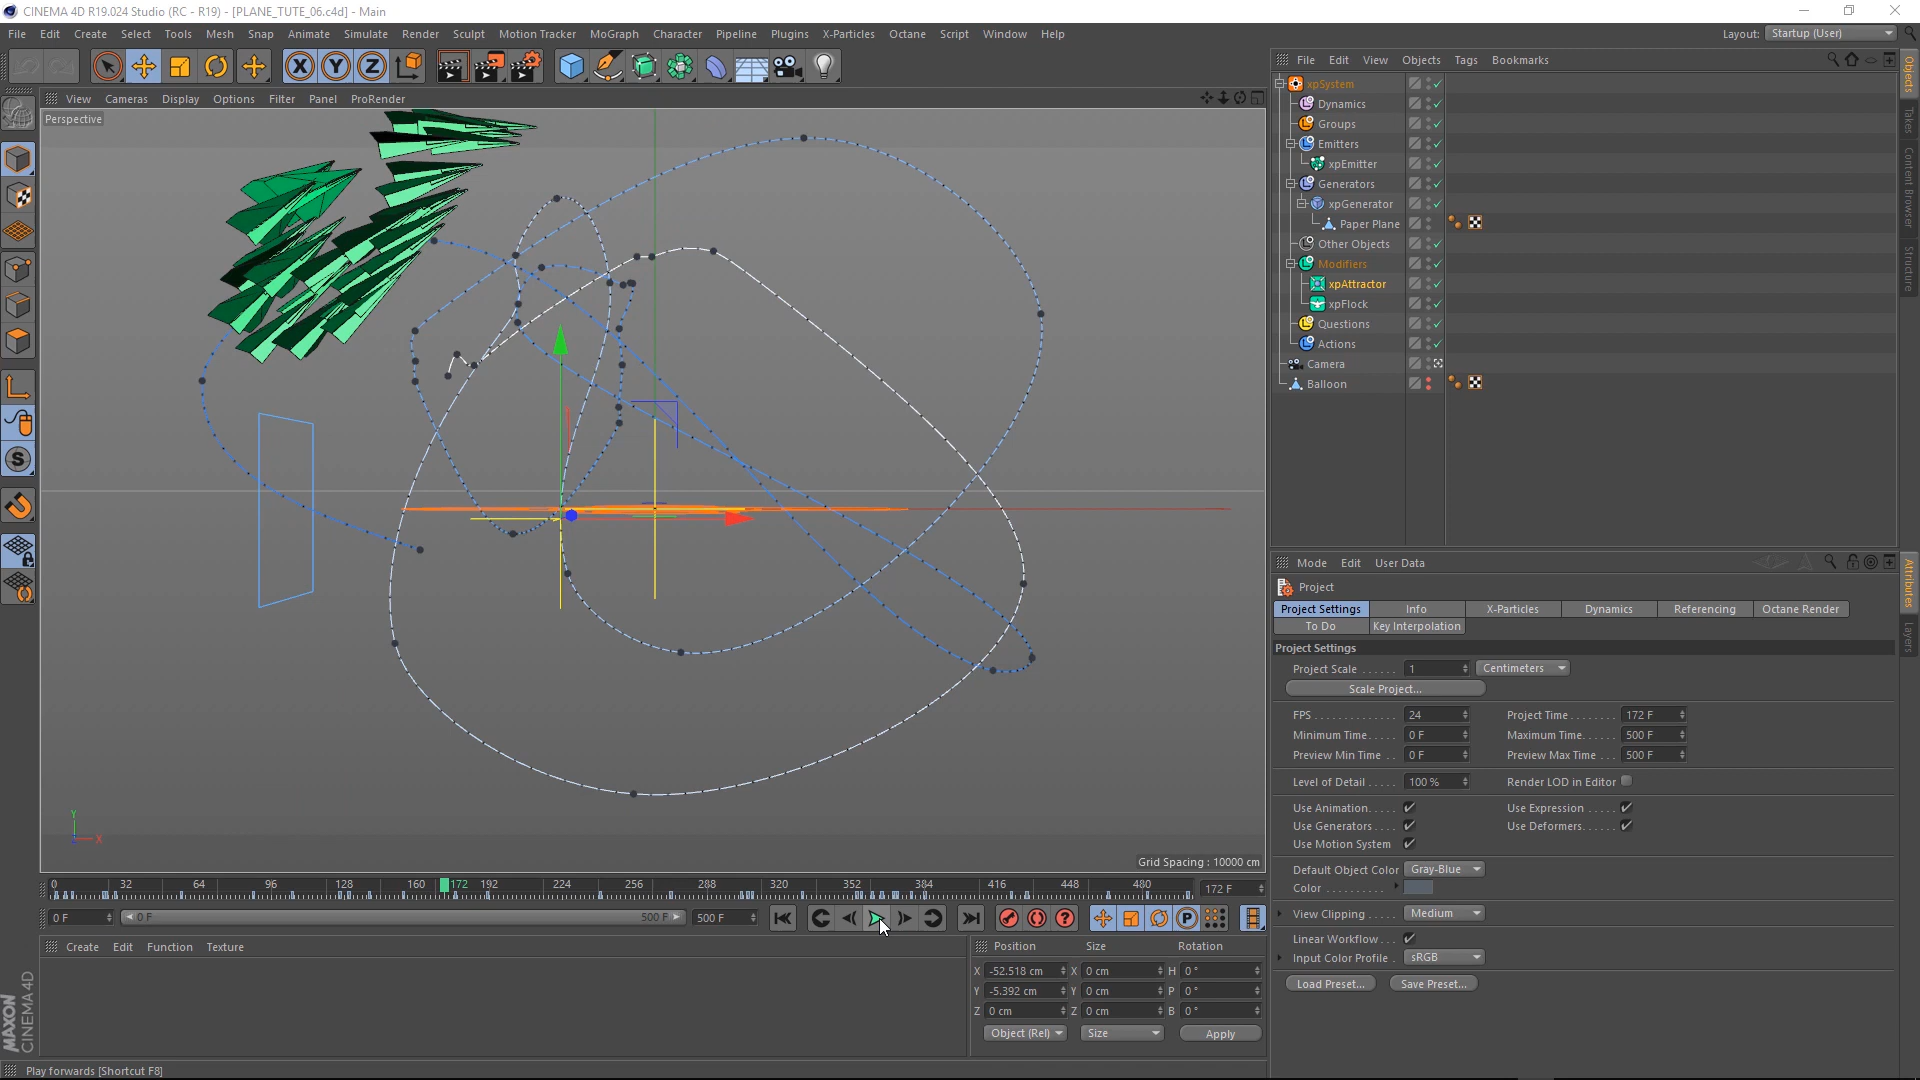 CINEMA 4D R19.024 Studio (RC - R19) - [PLANE_TUTE_06.c4d] - Main
File Edit Create Select Tools Mesh Snap Animate Simulate Render Sculpt Motion Tracker MoGraph Character Pipeline Plugins X-Particles Octane Script Window Help
Layout: Startup (User)
X Y Z
File Edit View Objects Tags Bookmarks
View Cameras Display Options Filter Panel ProRender
Perspective
xpSystem
Dynamics
Groups
Emitters
xpEmitter
Generators
xpGenerator
Paper Plane
Other Objects
Modifiers
xpAttractor
xpFlock
Questions
Actions
Camera
Balloon
Objects
Takes
Content Browser
Structure
S
Y
X
Z
Grid Spacing : 10000 cm
Mode Edit User Data
Project
Project Settings Info X-Particles Dynamics Referencing Octane Render
To Do Key Interpolation
Project Settings
Project Scale . . . . . . 1 Centimeters
Scale Project...
FPS . . . . . . . . . . . . 24 Project Time . . . . . . . 172 F
Minimum Time. . . . . 0 F Maximum Time. . . . . 500 F
Preview Min Time . . 0 F Preview Max Time . . . 500 F
Level of Detail . . . . . 100 % Render LOD in Editor
Use Animation. . . . . Use Expression . . . . .
Use Generators . . . . Use Deformers. . . . . .
Use Motion System
Default Object Color Gray-Blue
Color . . . . . . . . . .
View Clipping . . . . . Medium
Linear Workflow . . .
Input Color Profile . sRGB
Load Preset... Save Preset...
Attributes
Layers
0 32 64 96 128 160 172 192 224 256 288 320 352 384 416 448 480 172 F
0 F 0 F 500 F 500 F
P
Create Edit Function Texture
Position Size Rotation
X -52.518 cm X 0 cm H 0 °
Y -5.392 cm Y 0 cm P 0 °
Z 0 cm Z 0 cm B 0 °
Object (Rel) Size Apply
MAXON
CINEMA 4D
Play forwards [Shortcut F8]